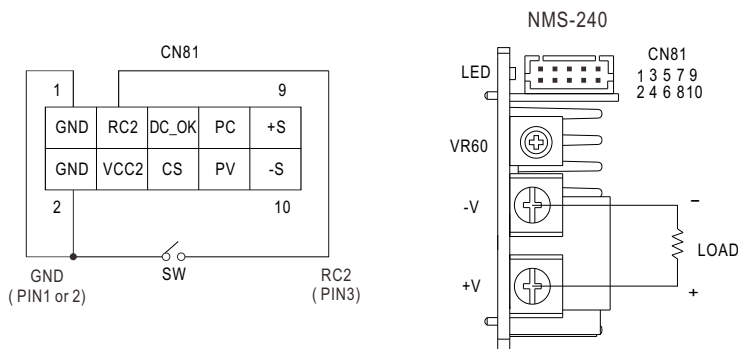 CN81
1 9
GND RC2 DC_OK PC +S
GND VCC2 CS PV -S
2 10
GND
( PIN1 or 2)
SW
RC2
( PIN3)
NMS-240
LED
CN81
1 3 5 7 9
2 4 6 8 10
VR60
-V
+V
−
LOAD
+